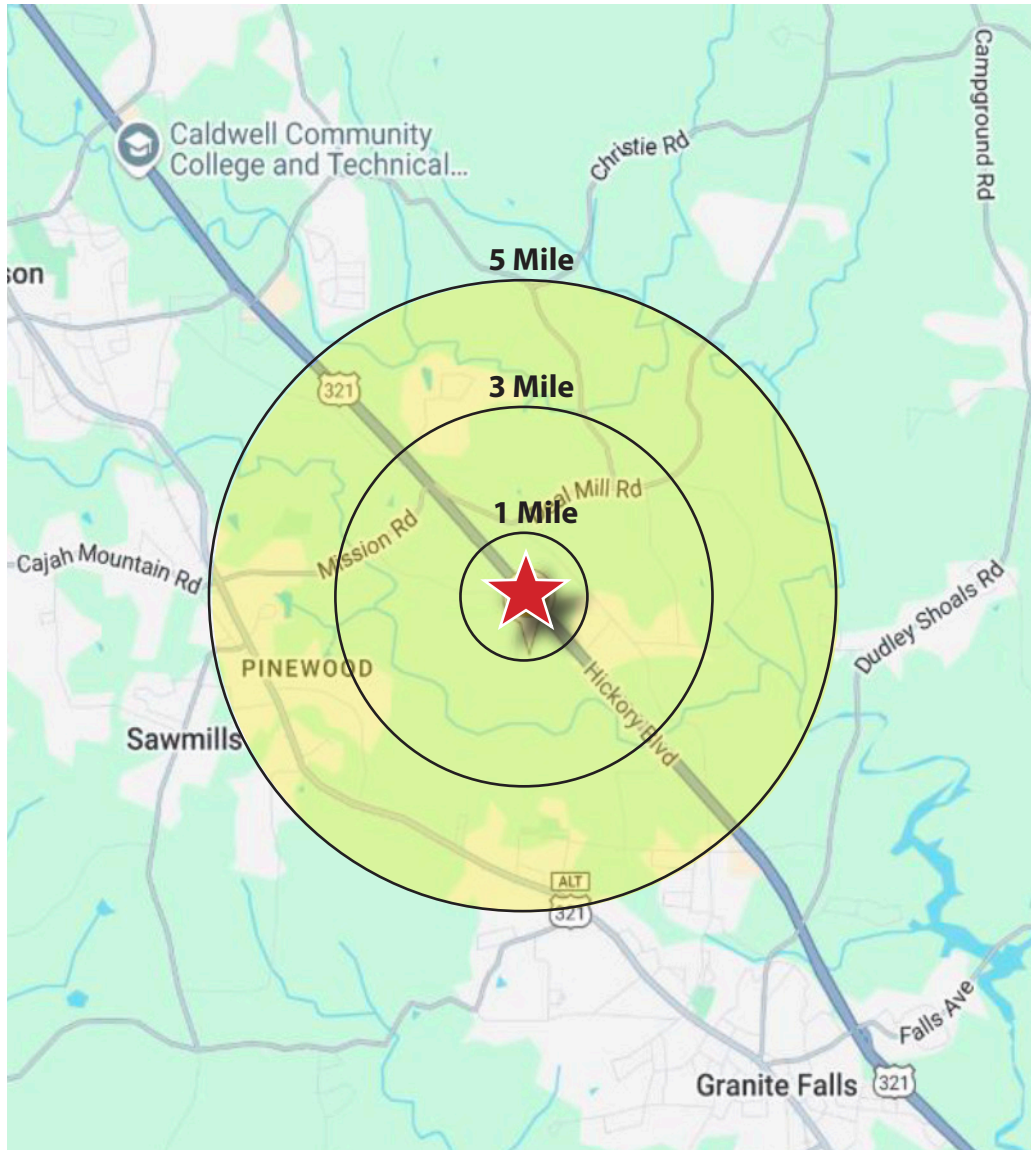 Campground Rd
Caldwell Community
College and Technical...
Christie Rd
son
5 Mile
321
3 Mile
Mill Rd
1 Mile
Mission Rd
Cajah Mountain Rd
Dudley Shoals Rd
PINEWOOD
Hickory Blvd
Sawmills
ALT
321
Falls Ave
Granite Falls
321